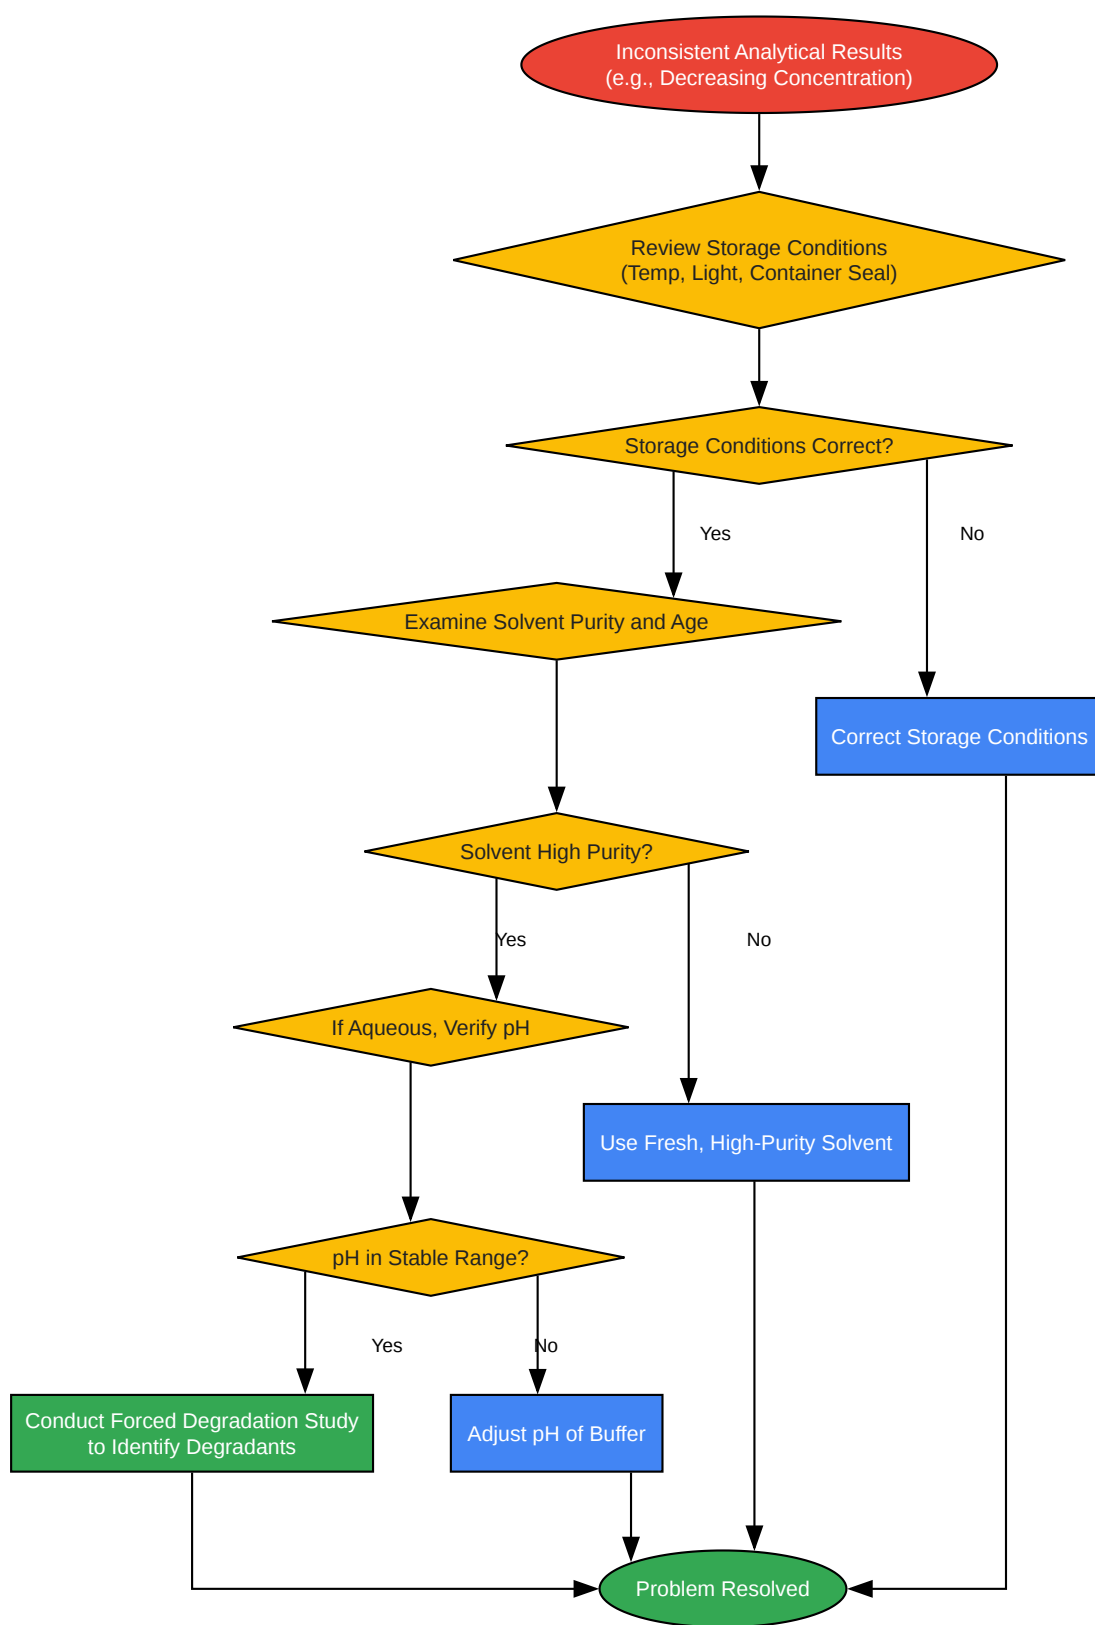 Inconsistent Analytical Results
(e.g., Decreasing Concentration)
Review Storage Conditions
(Temp, Light, Container Seal)
Storage Conditions Correct?
Yes
No
Examine Solvent Purity and Age
Correct Storage Conditions
Solvent High Purity?
Yes
No
If Aqueous, Verify pH
Use Fresh, High-Purity Solvent
pH in Stable Range?
Yes
No
Conduct Forced Degradation Study
to Identify Degradants
Adjust pH of Buffer
Problem Resolved